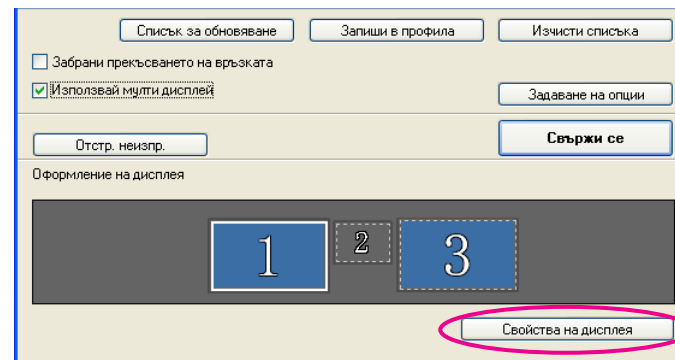 Списък за обновяване Запиши в профила Изчисти списъка
Забрани прекъсването на връзката
Използвай мулти дисплей
Задаване на опции
Отстр. неизпр. Свържи се
Оформление на дисплея
1 2 3
Свойства на дисплея